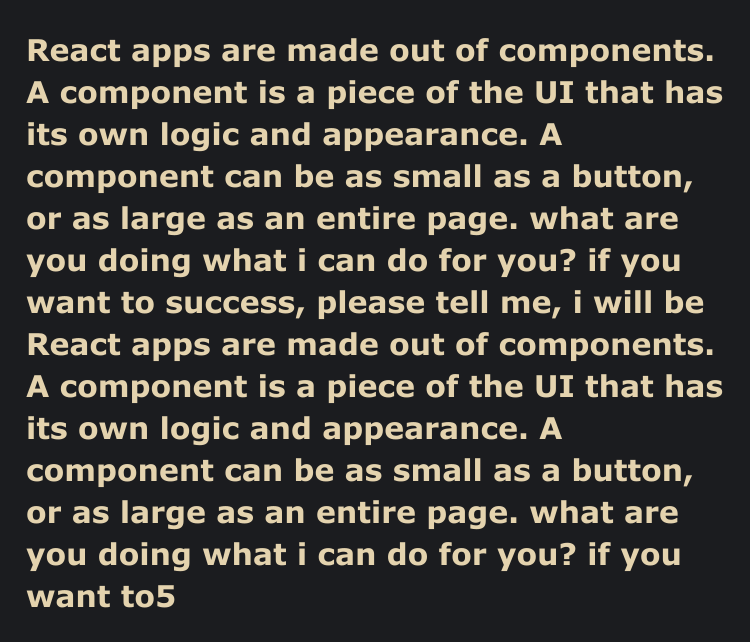 React apps are made out of components.
A component is a piece of the UI that has
its own logic and appearance. A
component can be as small as a button,
or as large as an entire page. what are
you doing what i can do for you? if you
want to success, please tell me, i will be
React apps are made out of components.
A component is a piece of the UI that has
its own logic and appearance. A
component can be as small as a button,
or as large as an entire page. what are
you doing what i can do for you? if you
want to5